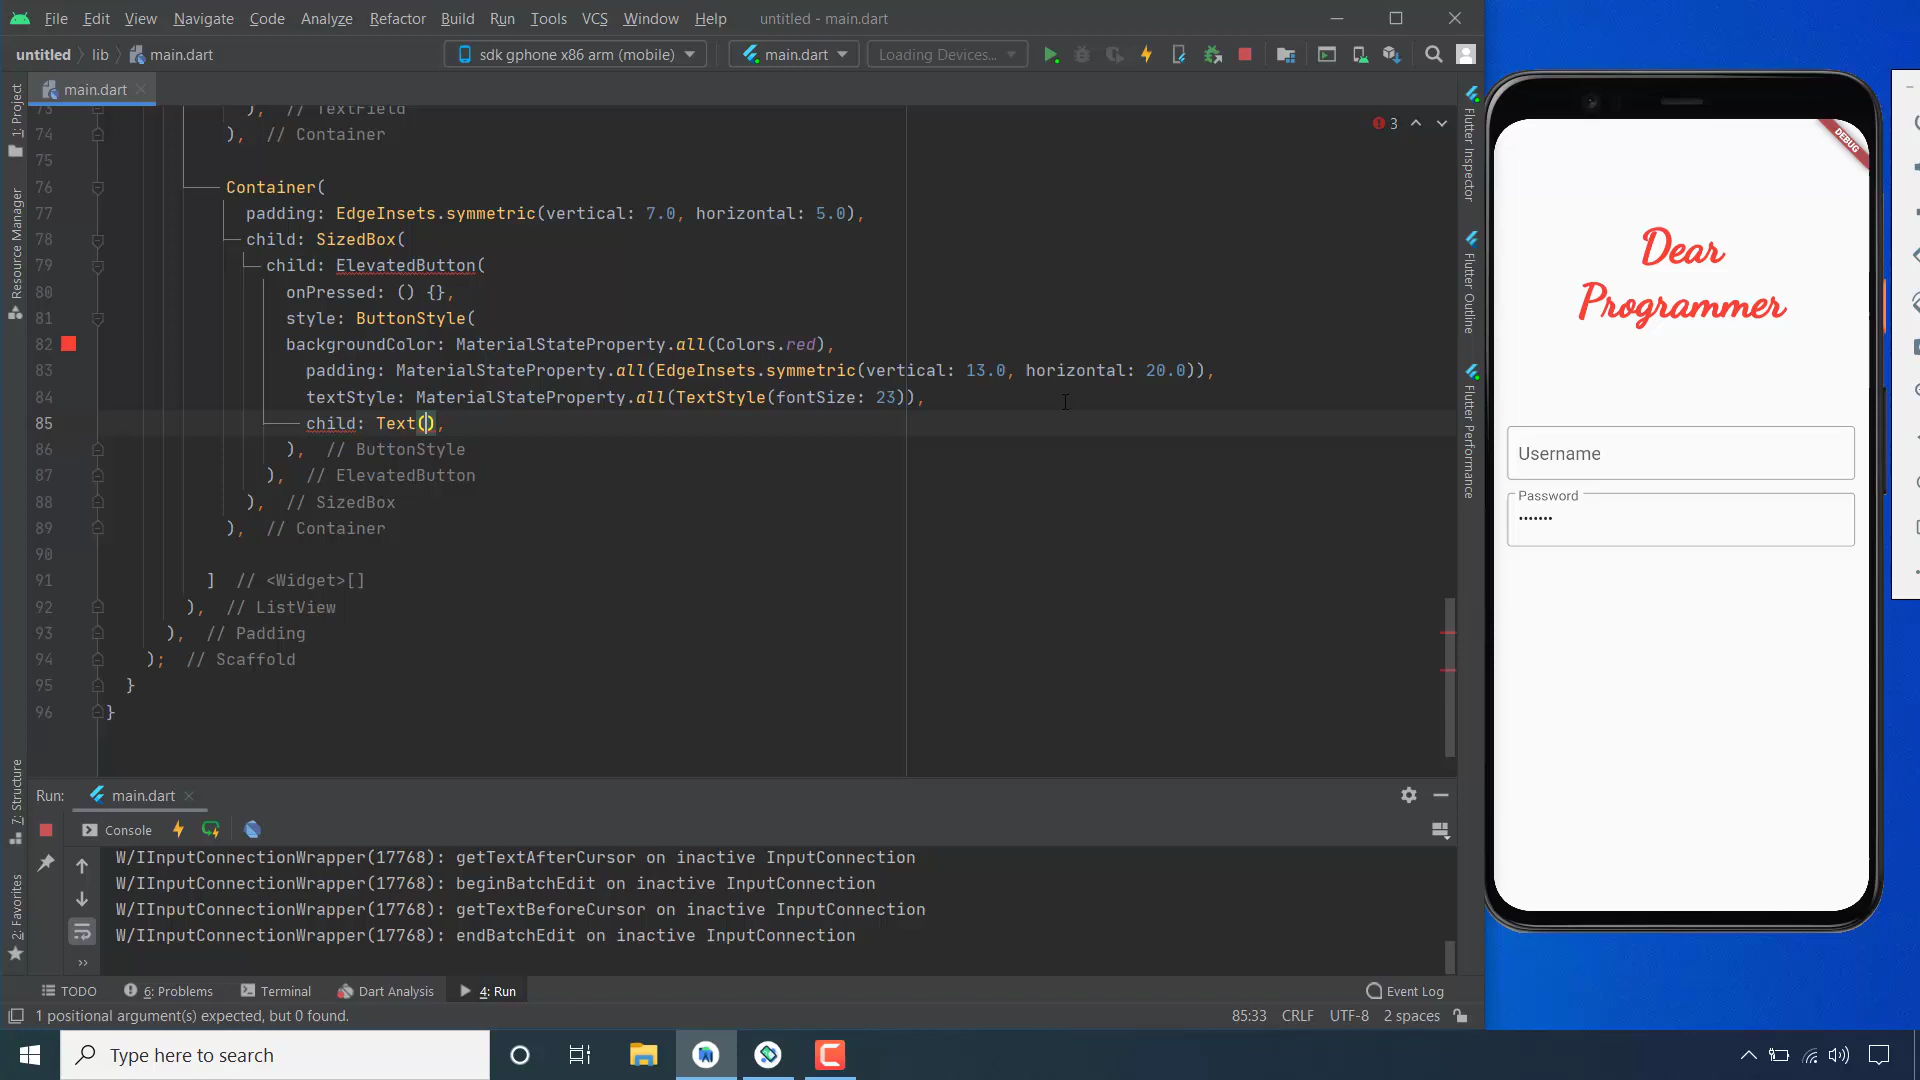 File Edit View Navigate Code Analyze Refactor Build Run Tools VCS Window Help untitled - main.dart
untitled lib main.dart sdk gphone x86 arm (mobile) main.dart Loading Devices...
main.dart
1: Project
Resource Manager
7: Structure
2: Favorites
Flutter Inspector
Flutter Outline
Flutter Performance
3
73 ), // TextField
74 ), // Container
75
76 Container(
77 padding: EdgeInsets.symmetric(vertical: 7.0, horizontal: 5.0),
78 child: SizedBox(
79 child: ElevatedButton(
80 onPressed: () {},
81 style: ButtonStyle(
82 backgroundColor: MaterialStateProperty.all(Colors.red),
83 padding: MaterialStateProperty.all(EdgeInsets.symmetric(vertical: 13.0, horizontal: 20.0)),
84 textStyle: MaterialStateProperty.all(TextStyle(fontSize: 23)),
85 child: Text(),
86 ), // ButtonStyle
87 ), // ElevatedButton
88 ), // SizedBox
89 ), // Container
90
91 ] // <Widget>[]
92 ), // ListView
93 ), // Padding
94 ); // Scaffold
95 }
96 }
DEBUG
Dear
Programmer
Username
Password
•••••••
Run: main.dart
Console
W/IInputConnectionWrapper(17768): getTextAfterCursor on inactive InputConnection
W/IInputConnectionWrapper(17768): beginBatchEdit on inactive InputConnection
W/IInputConnectionWrapper(17768): getTextBeforeCursor on inactive InputConnection
W/IInputConnectionWrapper(17768): endBatchEdit on inactive InputConnection
TODO 6: Problems Terminal Dart Analysis 4: Run Event Log
1 positional argument(s) expected, but 0 found. 85:33 CRLF UTF-8 2 spaces
Type here to search